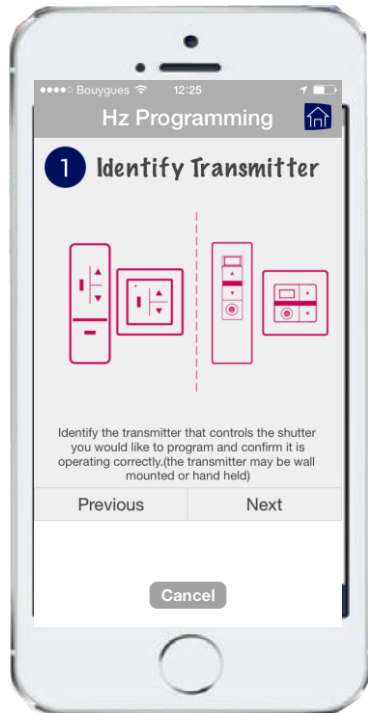 Bouygues 12:25
Hz Programming
1 Identify Transmitter
Identify the transmitter that controls the shutter
you would like to program and confirm it is
operating correctly.(the transmitter may be wall
mounted or hand held)
Previous Next
Cancel